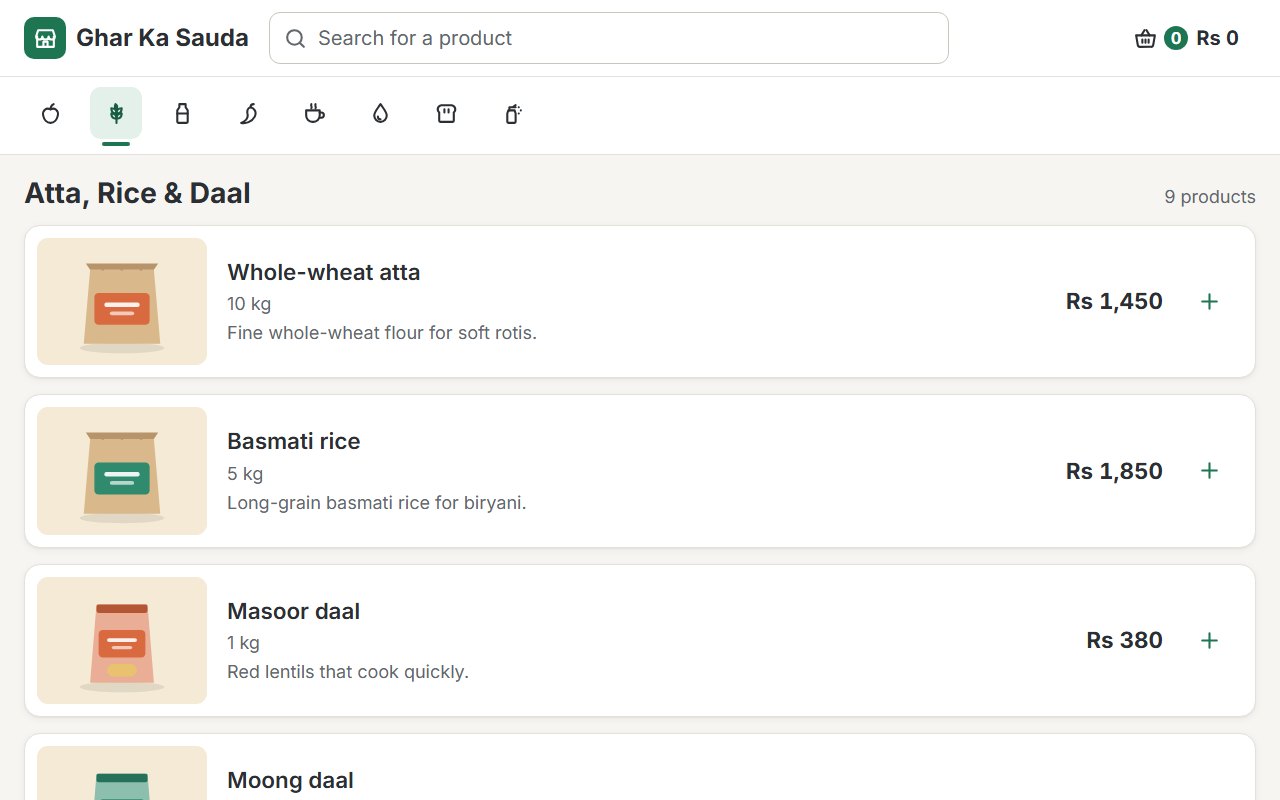 Ghar Ka Sauda
Search for a product
0 Rs 0
Atta, Rice & Daal
9 products
Whole-wheat atta
10 kg
Fine whole-wheat flour for soft rotis.
Rs 1,450
Basmati rice
5 kg
Long-grain basmati rice for biryani.
Rs 1,850
Masoor daal
1 kg
Red lentils that cook quickly.
Rs 380
Moong daal